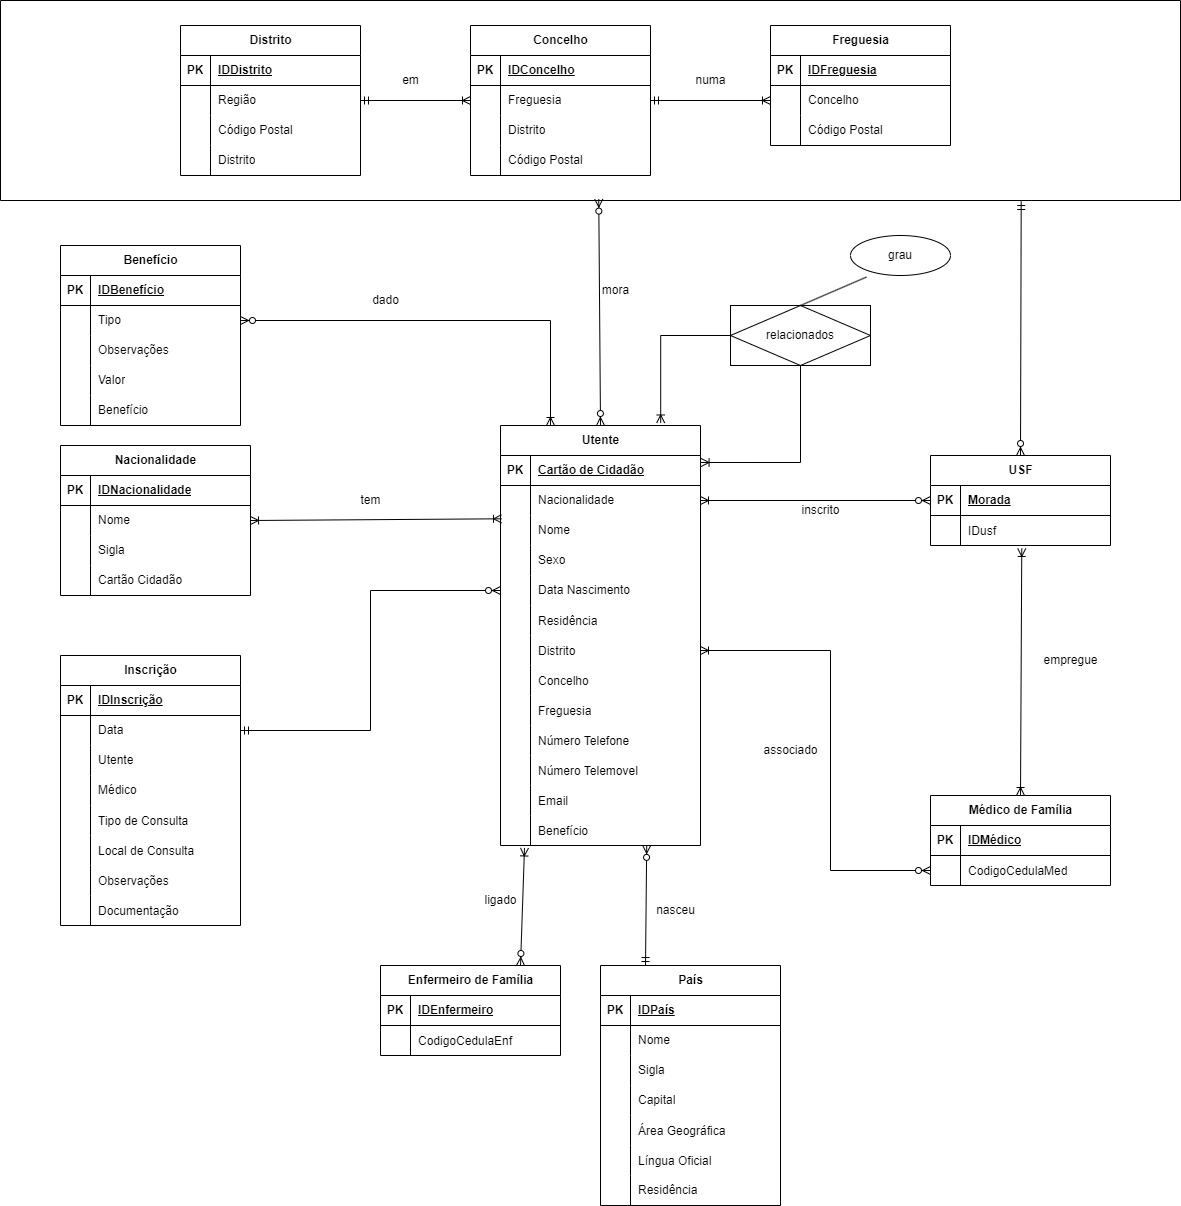 Distrito
PK IDDistrito
Região
Código Postal
Distrito
em
Concelho
PK IDConcelho
Freguesia
Distrito
Código Postal
numa
Freguesia
PK IDFreguesia
Concelho
Código Postal
Benefício
PK IDBenefício
Tipo
Observações
Valor
Benefício
dado
mora
grau
relacionados
Nacionalidade
PK IDNacionalidade
Nome
Sigla
Cartão Cidadão
tem
Utente
PK Cartão de Cidadão
Nacionalidade
Nome
Sexo
Data Nascimento
Residência
Distrito
Concelho
Freguesia
Número Telefone
Número Telemovel
Email
Benefício
inscrito
USF
PK Morada
IDusf
empregue
associado
Inscrição
PK IDInscrição
Data
Utente
Médico
Tipo de Consulta
Local de Consulta
Observações
Documentação
Médico de Família
PK IDMédico
CodigoCedulaMed
ligado
nasceu
Enfermeiro de Família
PK IDEnfermeiro
CodigoCedulaEnf
País
PK IDPaís
Nome
Sigla
Capital
Área Geográfica
Língua Oficial
Residência